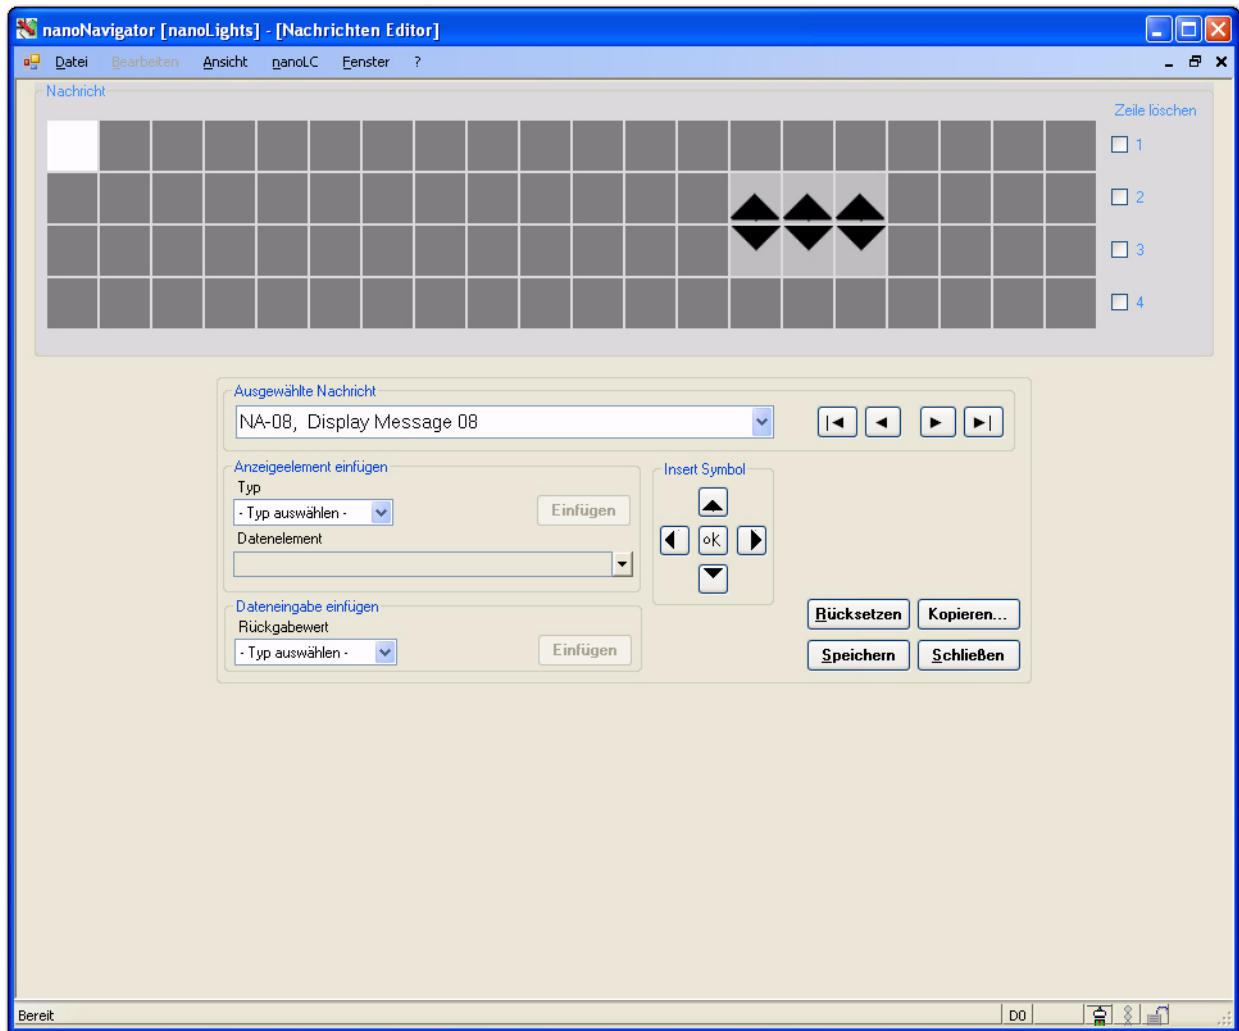 nanoNavigator [nanoLights] - [Nachrichten Editor]
Datei Bearbeiten Ansicht nanoLC Fenster ?
Nachricht
Zeile löschen
1
2
3
4
Ausgewählte Nachricht
NA-08, Display Message 08
Anzeigeelement einfügen
Typ
- Typ auswählen -
Einfügen
Datenelement
Insert Symbol
oK
Dateneingabe einfügen
Rückgabewert
- Typ auswählen -
Einfügen
Rücksetzen Kopieren...
Speichern Schließen
Bereit D0